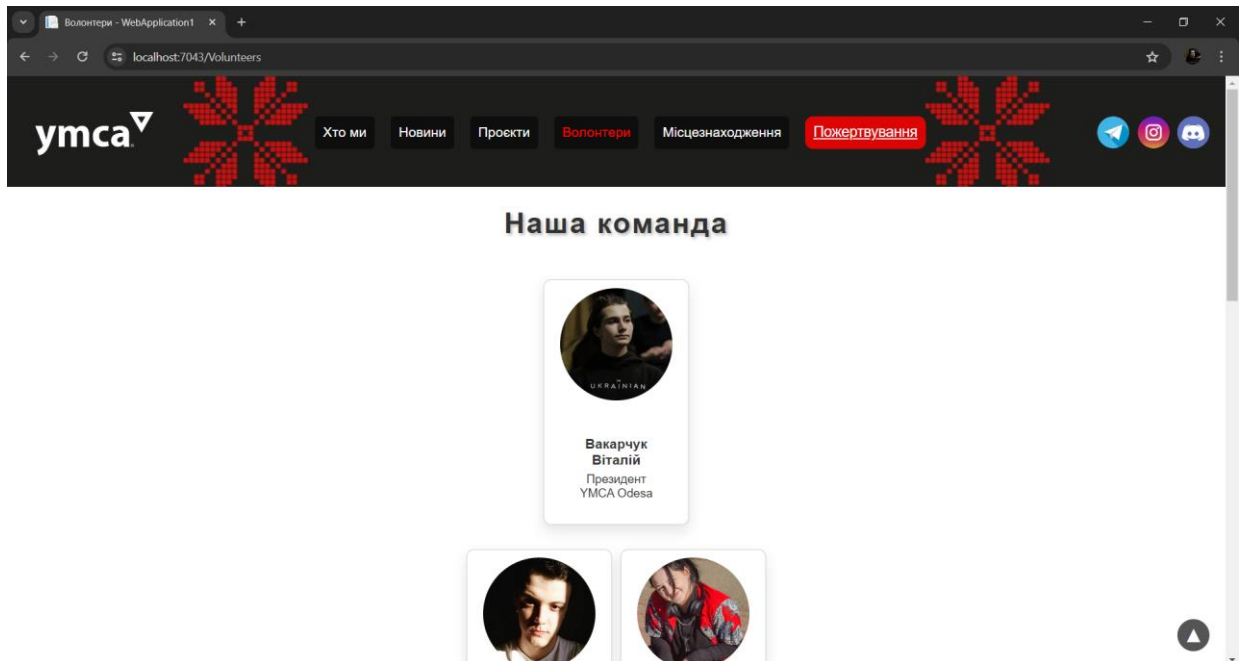 Волонтери - WebApplication1
localhost:7043/Volunteers
ymca
Хто ми
Новини
Проєкти
Волонтери
Місцезнаходження
Пожертвування
Наша команда
UKRAÏNIAN
Вакарчук
Віталій
Президент
YMCA Odesa